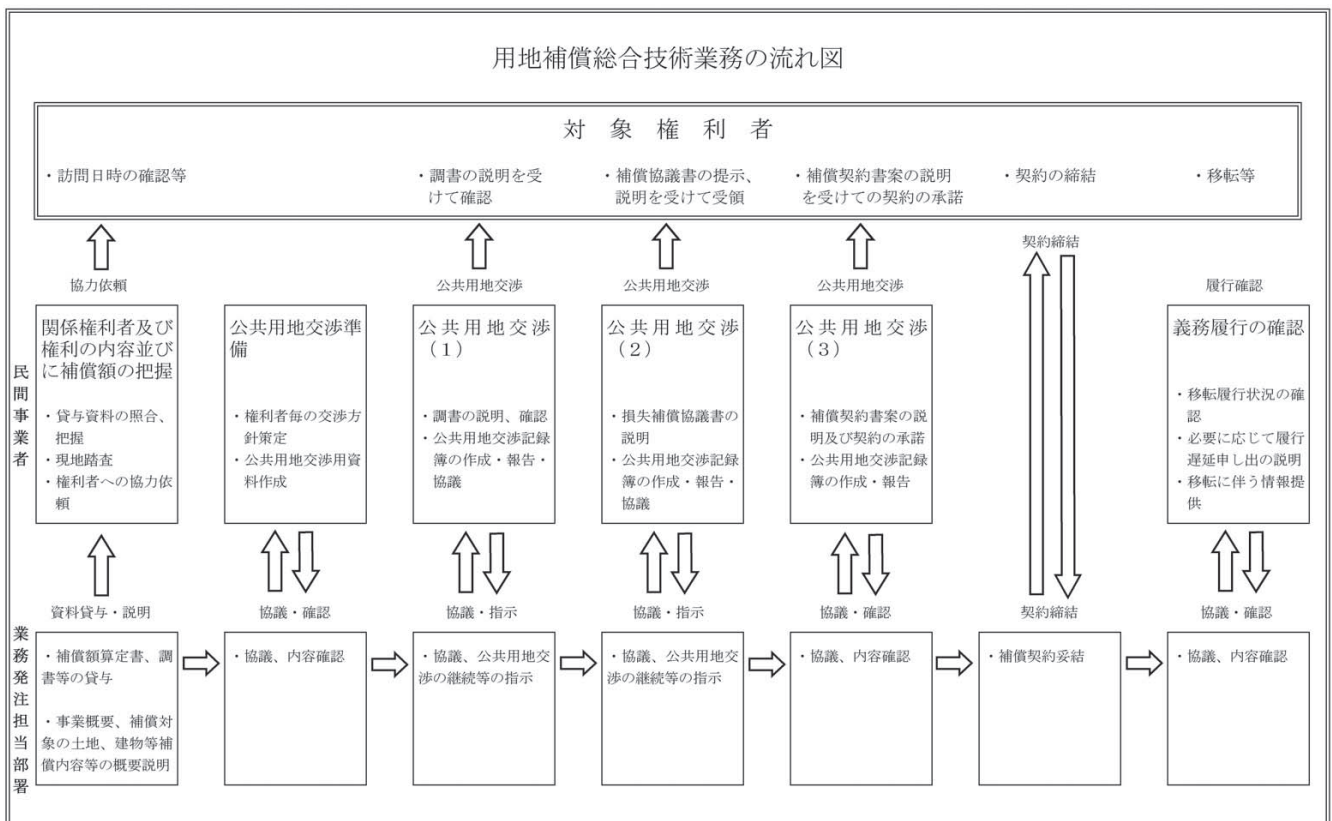 用地補償総合技術業務の流れ図
対象権利者
・訪問日時の確認等
・調書の説明を受
けて確認
・補償協議書の提示、
説明を受けて受領
・補償契約書案の説明
を受けての契約の承諾
・契約の締結
・移転等
協力依頼
公共用地交渉
公共用地交渉
公共用地交渉
契約締結
履行確認
民間事業者
関係権利者及び
権利の内容並び
に補償額の把握
・貸与資料の照合、
把握
・現地踏査
・権利者への協力依
頼
公共用地交渉準
備
・権利者毎の交渉方
針策定
・公共用地交渉用資
料作成
公共用地交渉
(1)
・調書の説明、確認
・公共用地交渉記録
簿の作成・報告・
協議
公共用地交渉
(2)
・損失補償協議書の
説明
・公共用地交渉記録
簿の作成・報告・
協議
公共用地交渉
(3)
・補償契約書案の説
明及び契約の承諾
・公共用地交渉記録
簿の作成・報告
義務履行の確認
・移転履行状況の確
認
・必要に応じて履行
遅延申し出の説明
・移転に伴う情報提
供
資料貸与・説明
協議・確認
協議・指示
協議・指示
協議・確認
契約締結
協議・確認
業務発注担当部署
・補償額算定書、調
書等の貸与
・事業概要、補償対
象の土地、建物等補
償内容等の概要説明
・協議、内容確認
・協議、公共用地交
渉の継続等の指示
・協議、公共用地交
渉の継続等の指示
・協議、内容確認
・補償契約妥結
・協議、内容確認